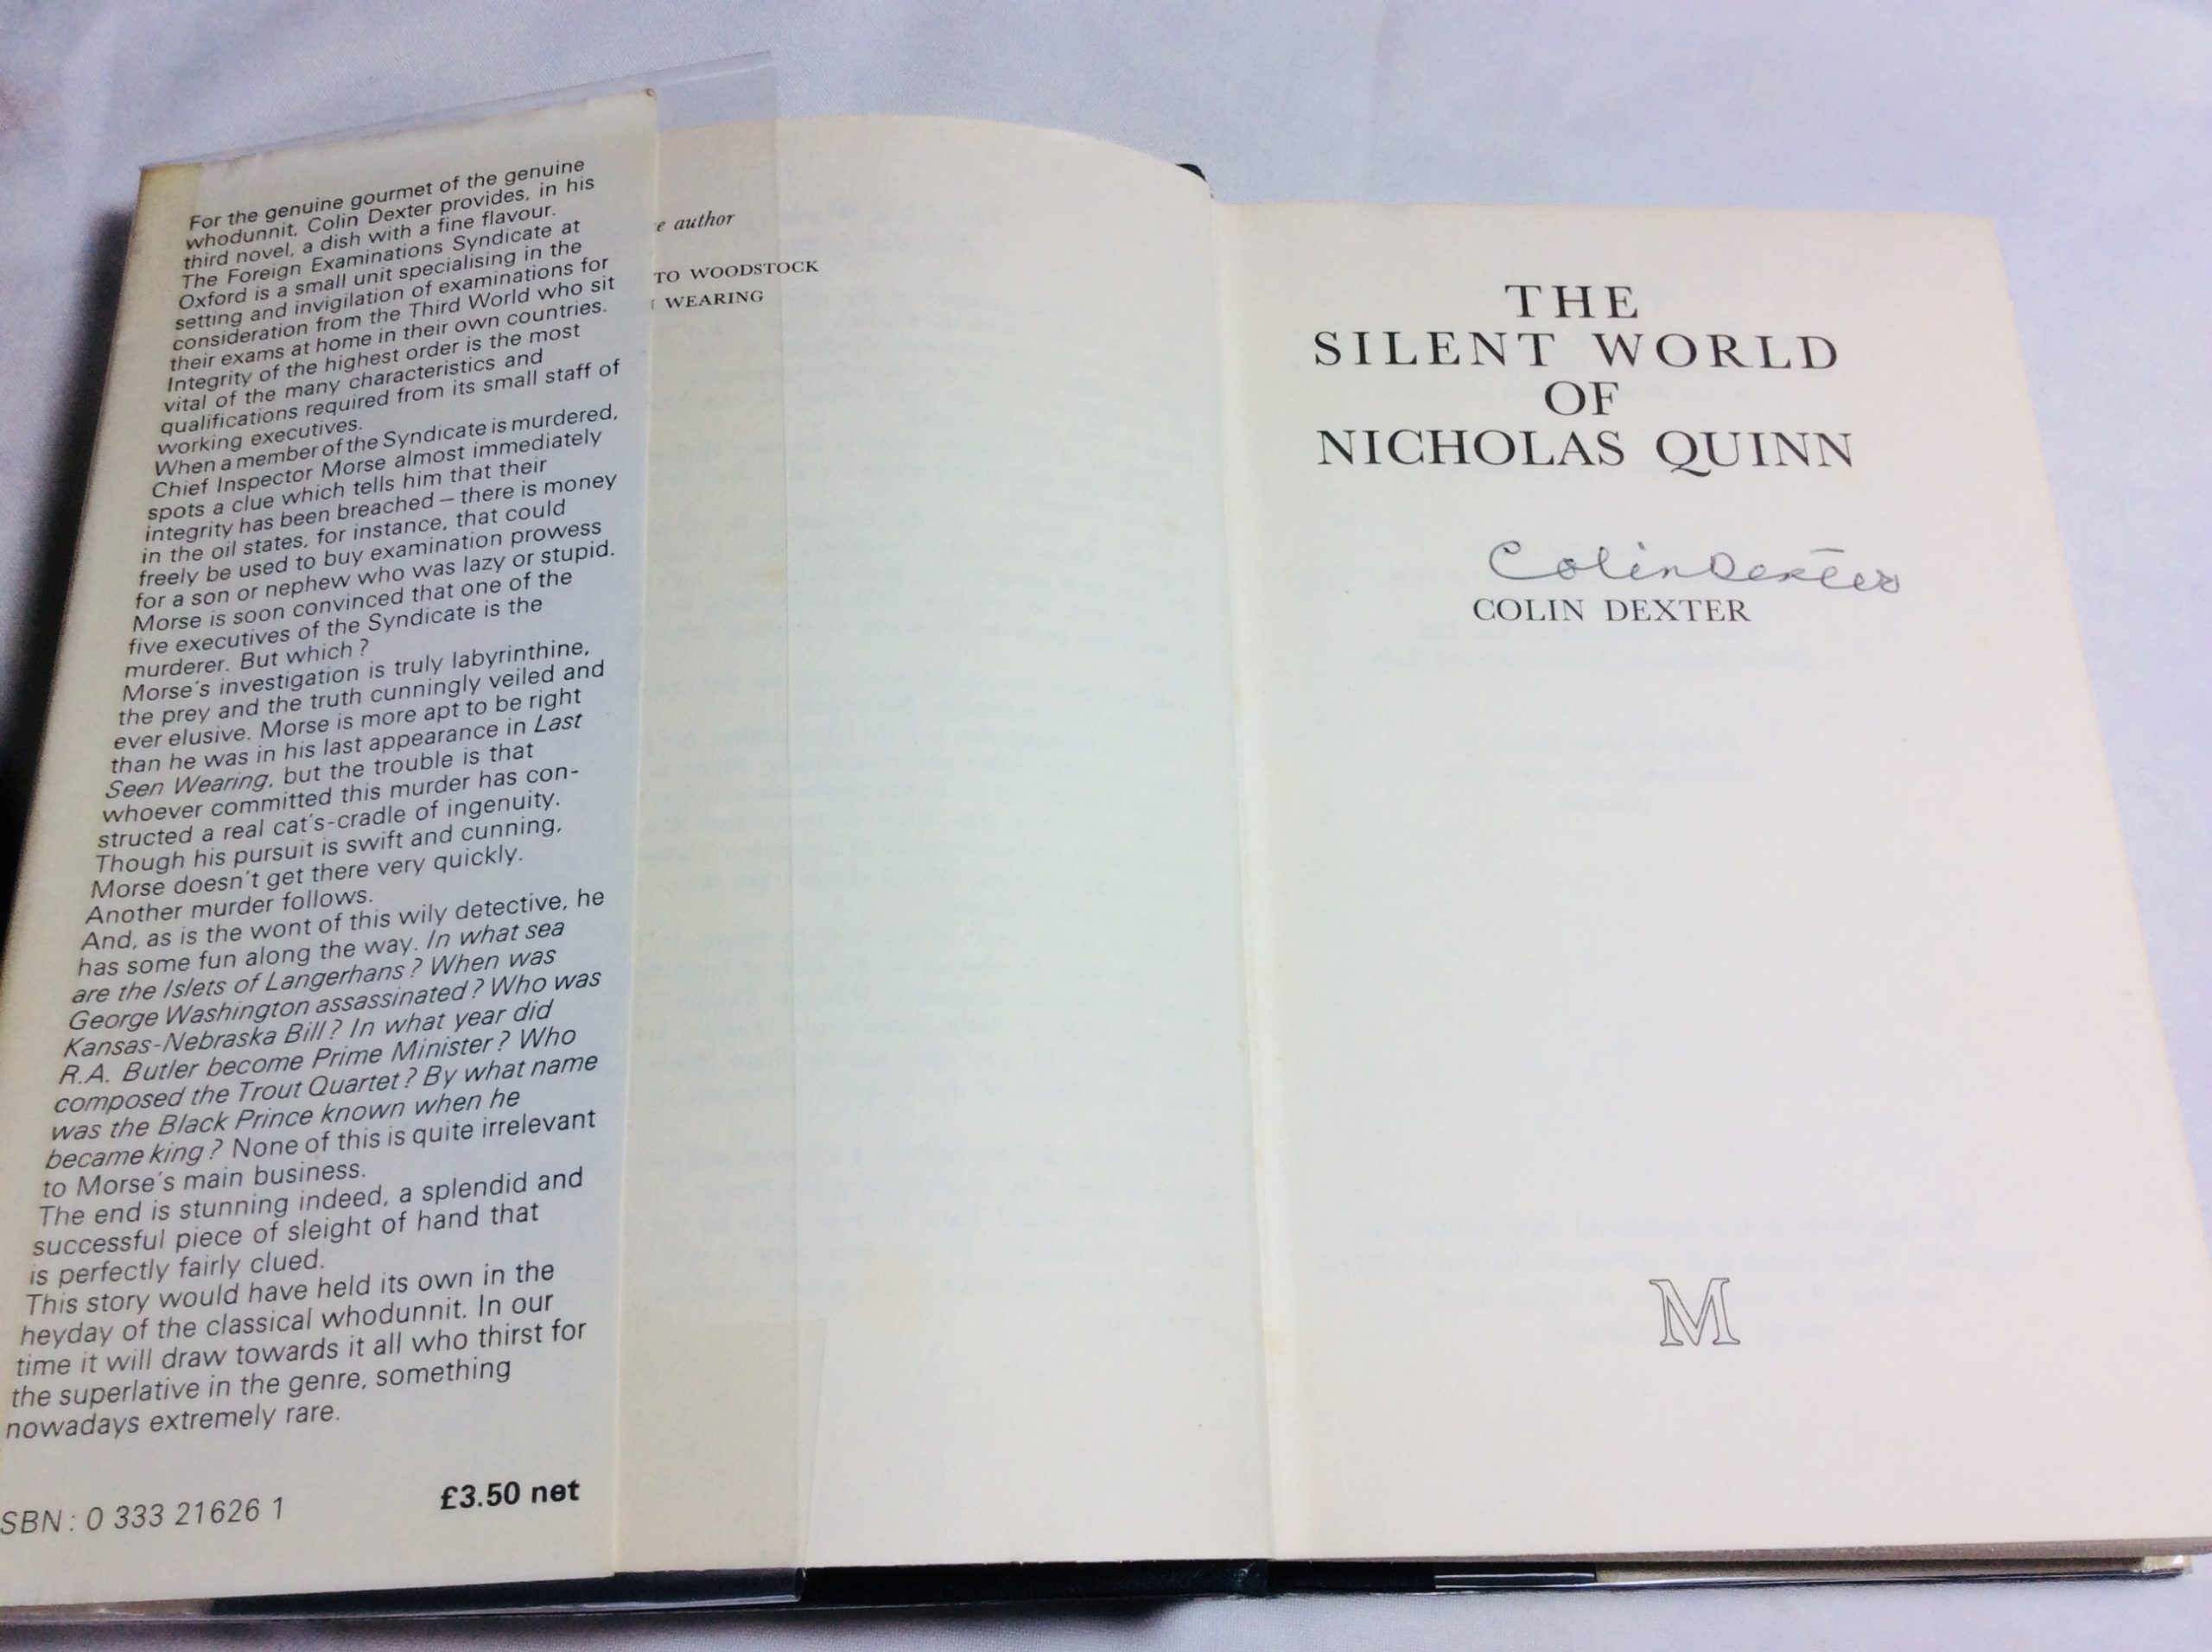 For the genuine gourmet of the genuine
whodunnit, Colin Dexter provides, in his
third novel, a dish with a fine flavour.
The Foreign Examinations Syndicate at
Oxford is a small unit specialising in the
setting and invigilation of examinations for
consideration from the Third World who sit
their exams at home in their own countries.
Integrity of the highest order is the most
vital of the many characteristics and
qualifications required from its small staff of
working executives.
When a member of the Syndicate is murdered,
Chief Inspector Morse almost immediately
spots a clue which tells him that their
integrity has been breached – there is money
in the oil states, for instance, that could
freely be used to buy examination prowess
for a son or nephew who was lazy or stupid.
Morse is soon convinced that one of the
five executives of the Syndicate is the
murderer. But which?
Morse's investigation is truly labyrinthine,
the prey and the truth cunningly veiled and
ever elusive. Morse is more apt to be right
than he was in his last appearance in Last
Seen Wearing, but the trouble is that
whoever committed this murder has con-
structed a real cat's-cradle of ingenuity.
Though his pursuit is swift and cunning,
Morse doesn't get there very quickly.
Another murder follows.
And, as is the wont of this wily detective, he
has some fun along the way. In what sea
are the Islets of Langerhans? When was
George Washington assassinated? Who was
Kansas-Nebraska Bill? In what year did
R.A. Butler become Prime Minister? Who
composed the Trout Quartet? By what name
was the Black Prince known when he
became king? None of this is quite irrelevant
to Morse's main business.
The end is stunning indeed, a splendid and
successful piece of sleight of hand that
is perfectly fairly clued.
This story would have held its own in the
heyday of the classical whodunnit. In our
time it will draw towards it all who thirst for
the superlative in the genre, something
nowadays extremely rare.
SBN: 0 333 21626 1
£3.50 net
e author
TO WOODSTOCK
WEARING
THE
SILENT WORLD
OF
NICHOLAS QUINN
Colin Dexter
COLIN DEXTER
M